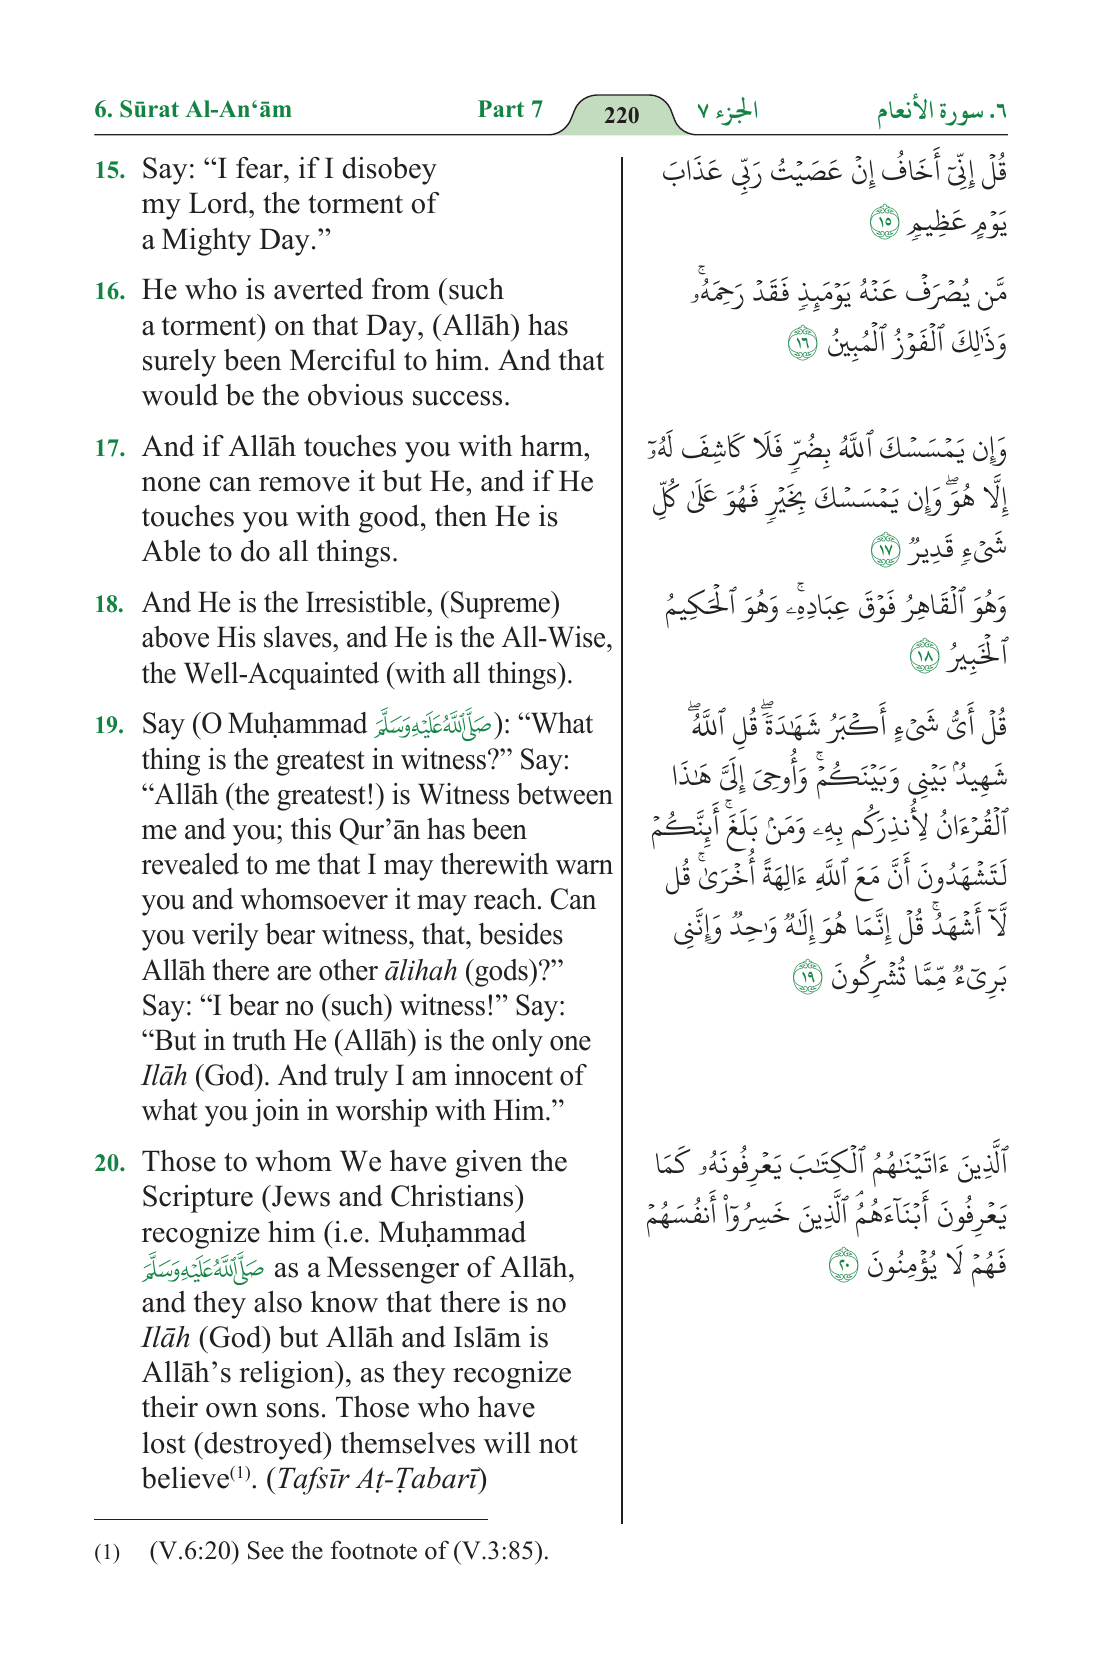 6. Sūrat Al-An‘ām Part 7 220 الجزء ٧ ٦. سورة الأنعام
15. Say: “I fear, if I disobey
my Lord, the torment of
a Mighty Day.”
16. He who is averted from (such
a torment) on that Day, (Allāh) has
surely been Merciful to him. And that
would be the obvious success.
17. And if Allāh touches you with harm,
none can remove it but He, and if He
touches you with good, then He is
Able to do all things.
18. And He is the Irresistible, (Supreme)
above His slaves, and He is the All-Wise,
the Well-Acquainted (with all things).
19. Say (O Muḥammad صَلَّى اللَّهُ عَلَيْهِ وَسَلَّمَ): “What
thing is the greatest in witness?” Say:
“Allāh (the greatest!) is Witness between
me and you; this Qur’ān has been
revealed to me that I may therewith warn
you and whomsoever it may reach. Can
you verily bear witness, that, besides
Allāh there are other ālihah (gods)?”
Say: “I bear no (such) witness!” Say:
“But in truth He (Allāh) is the only one
Ilāh (God). And truly I am innocent of
what you join in worship with Him.”
20. Those to whom We have given the
Scripture (Jews and Christians)
recognize him (i.e. Muḥammad
صَلَّى اللَّهُ عَلَيْهِ وَسَلَّمَ as a Messenger of Allāh,
and they also know that there is no
Ilāh (God) but Allāh and Islām is
Allāh’s religion), as they recognize
their own sons. Those who have
lost (destroyed) themselves will not
believe(1). (Tafsīr Aṭ-Ṭabarī)
قُلۡ إِنِّيٓ أَخَافُ إِنۡ عَصَيۡتُ رَبِّي عَذَابَ
يَوۡمٍ عَظِيمٖ ١٥
مَّن يُصۡرَفۡ عَنۡهُ يَوۡمَئِذٖ فَقَدۡ رَحِمَهُۥۚ
وَذَٰلِكَ ٱلۡفَوۡزُ ٱلۡمُبِينُ ١٦
وَإِن يَمۡسَسۡكَ ٱللَّهُ بِضُرّٖ فَلَا كَاشِفَ لَهُۥٓ
إِلَّا هُوَۖ وَإِن يَمۡسَسۡكَ بِخَيۡرٖ فَهُوَ عَلَىٰ كُلِّ
شَيۡءٖ قَدِيرٞ ١٧
وَهُوَ ٱلۡقَاهِرُ فَوۡقَ عِبَادِهِۦۚ وَهُوَ ٱلۡحَكِيمُ
ٱلۡخَبِيرُ ١٨
قُلۡ أَيُّ شَيۡءٍ أَكۡبَرُ شَهَٰدَةٗۖ قُلِ ٱللَّهُۖ
شَهِيدُۢ بَيۡنِي وَبَيۡنَكُمۡۚ وَأُوحِيَ إِلَيَّ هَٰذَا
ٱلۡقُرۡءَانُ لِأُنذِرَكُم بِهِۦ وَمَنۢ بَلَغَۚ أَئِنَّكُمۡ
لَتَشۡهَدُونَ أَنَّ مَعَ ٱللَّهِ ءَالِهَةً أُخۡرَىٰۚ قُل
لَّآ أَشۡهَدُۚ قُلۡ إِنَّمَا هُوَ إِلَٰهٞ وَٰحِدٞ وَإِنَّنِي
بَرِيٓءٞ مِّمَّا تُشۡرِكُونَ ١٩
ٱلَّذِينَ ءَاتَيۡنَٰهُمُ ٱلۡكِتَٰبَ يَعۡرِفُونَهُۥ كَمَا
يَعۡرِفُونَ أَبۡنَآءَهُمُۘ ٱلَّذِينَ خَسِرُوٓاْ أَنفُسَهُمۡ
فَهُمۡ لَا يُؤۡمِنُونَ ٢٠
(1) (V.6:20) See the footnote of (V.3:85).